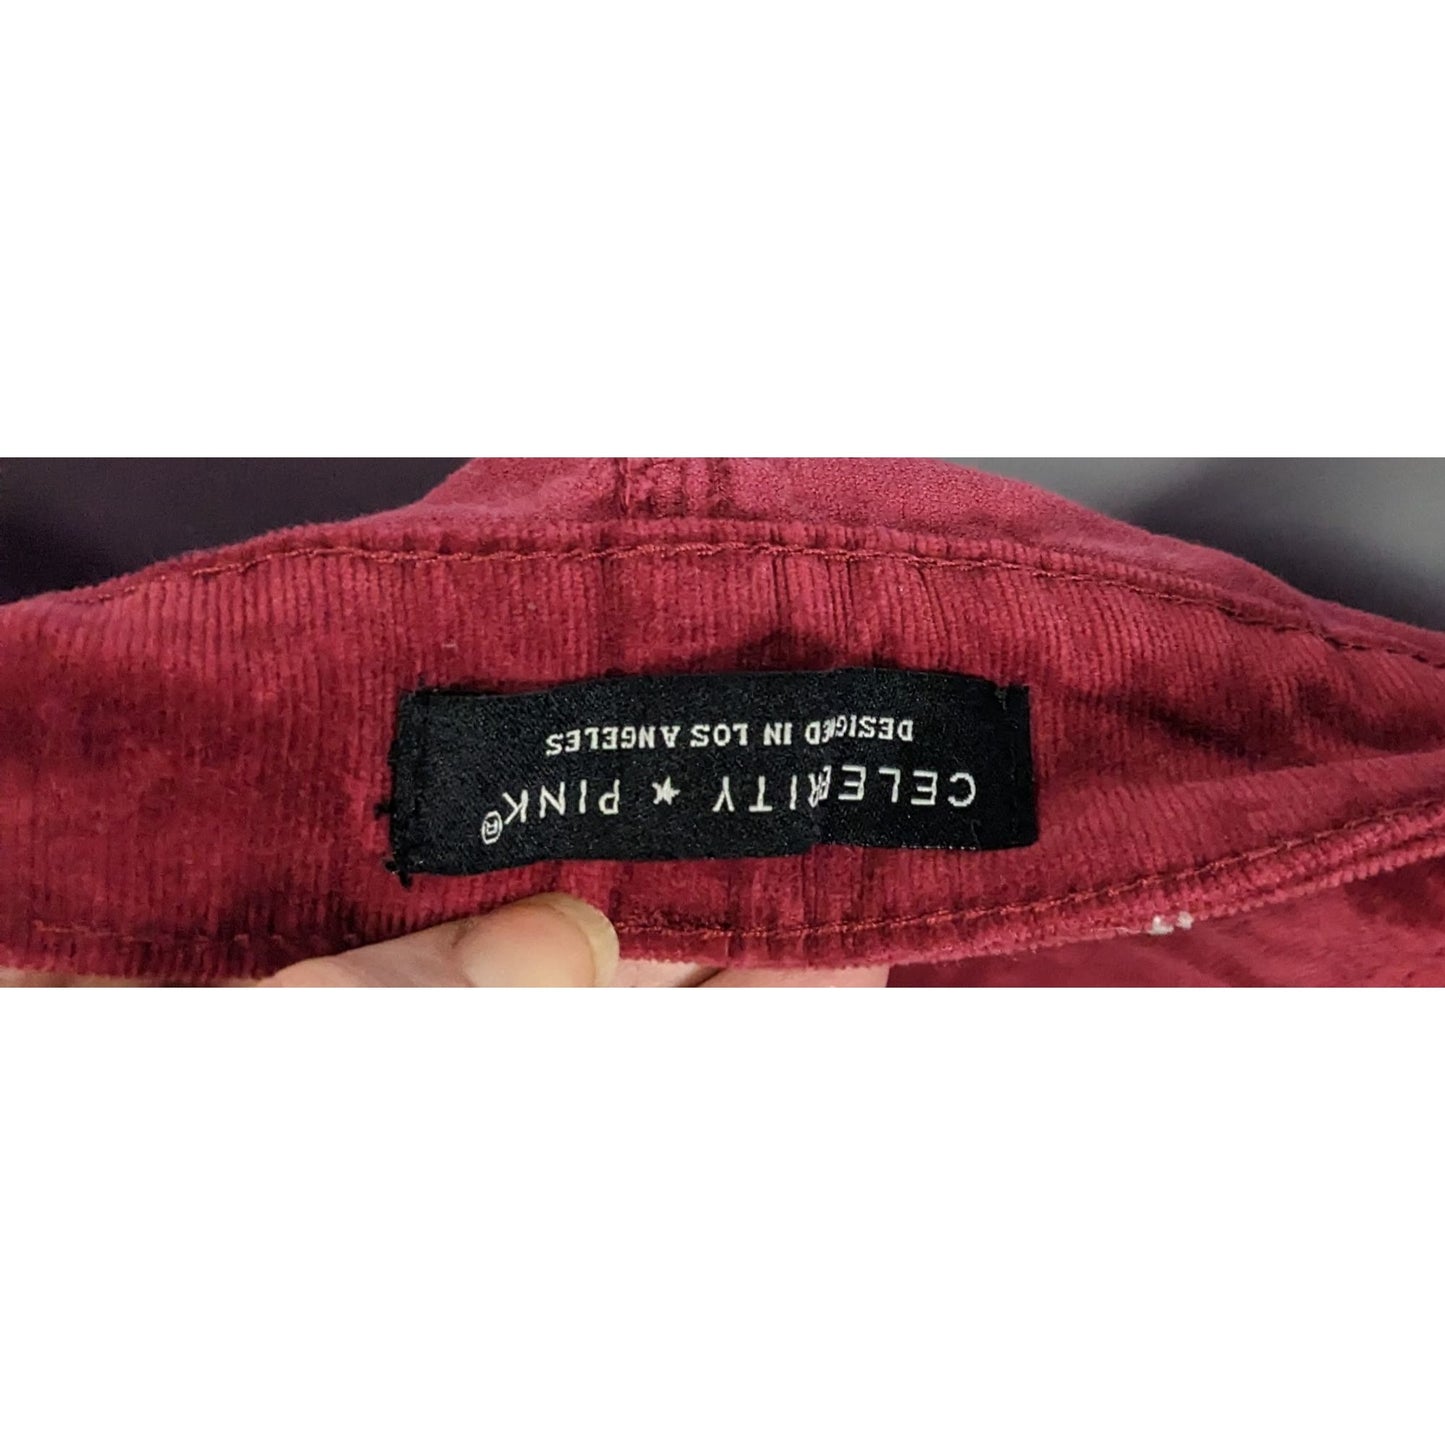 CELEBRITY ★ PINK®
DESIGNED IN LOS ANGELES